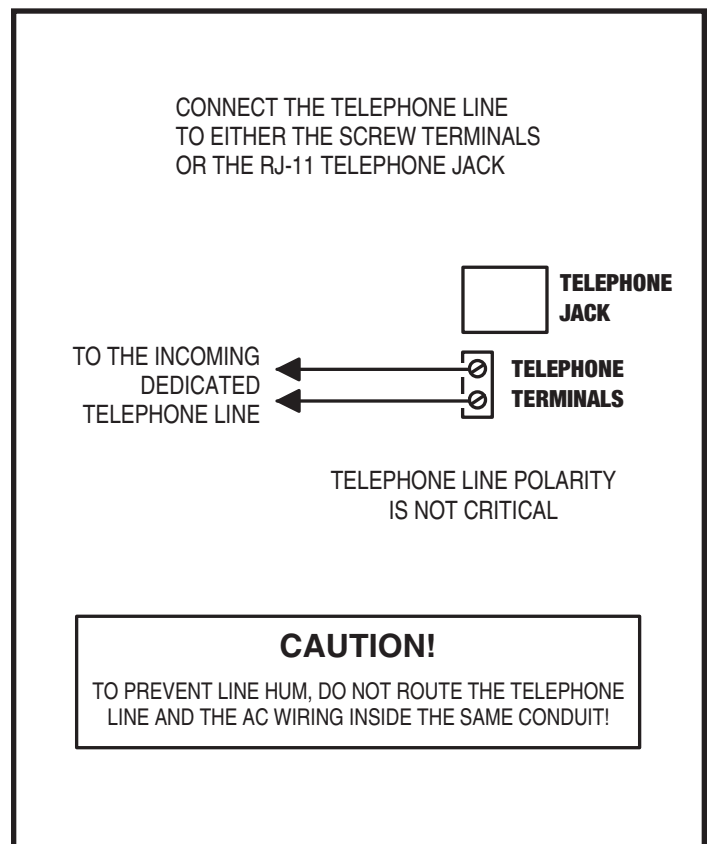 CONNECT THE TELEPHONE LINE
TO EITHER THE SCREW TERMINALS
OR THE RJ-11 TELEPHONE JACK
TELEPHONE
JACK
TO THE INCOMING
DEDICATED
TELEPHONE LINE
TELEPHONE
TERMINALS
TELEPHONE LINE POLARITY
IS NOT CRITICAL
CAUTION!
TO PREVENT LINE HUM, DO NOT ROUTE THE TELEPHONE
LINE AND THE AC WIRING INSIDE THE SAME CONDUIT!